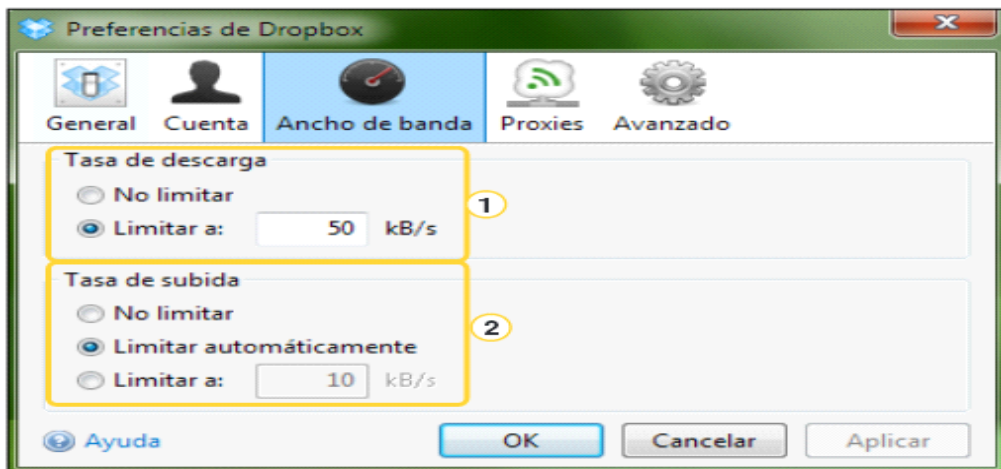 Preferencias de Dropbox
General Cuenta Ancho de banda Proxies Avanzado
Tasa de descarga
No limitar
1
Limitar a: 50 kB/s
Tasa de subida
No limitar
2
Limitar automáticamente
Limitar a: 10 kB/s
Ayuda OK Cancelar Aplicar